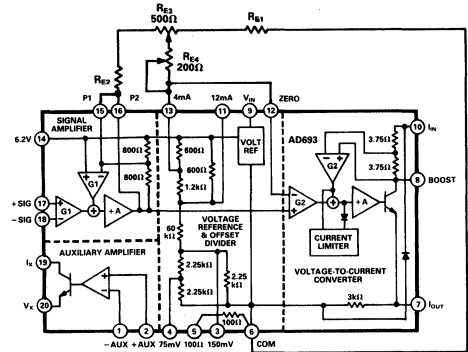 RE3
500Ω
RE1
RE4
200Ω
RE2
P1 P2 4mA 12mA VIN ZERO
15 16 13 11 9 12
SIGNAL
AMPLIFIER
6.2V 14
800Ω
800Ω
600Ω
600Ω
1.2kΩ
VOLT
REF
AD693
3.75Ω
3.75Ω
10 IIN
8 BOOST
G1
G2
+SIG 17
-SIG 18
G1 + +A
G2 + +A
60
kΩ
VOLTAGE
REFERENCE
& OFFSET
DIVIDER
CURRENT
LIMITER
AUXILIARY AMPLIFIER
IX 19
VX 20
2.25kΩ
2.25kΩ
2.25
kΩ
VOLTAGE-TO-CURRENT
CONVERTER
3kΩ
7 IOUT
100Ω
1 2 4 5 3 6
-AUX +AUX 75mV 100Ω 150mV COM